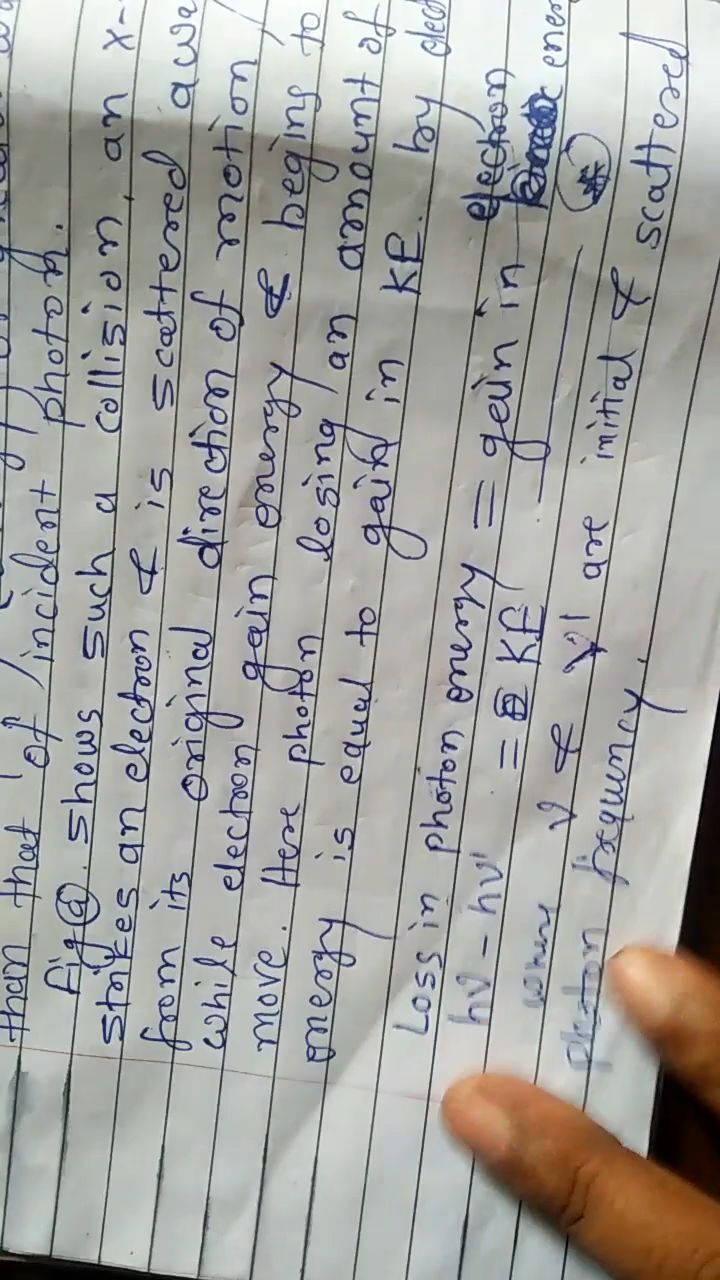 than that of incident photon.
Fig ⓐ. shows such a collision, an x-
strikes an electron & is scattered awa
from its original direction of motion
while electron gain energy & beging to
move. Here photon losing an amount of
energy is equal to gain in KE. by elect
Loss in photon energy = gain in electron ener
hν - hν' = KE ——— (*)
where ν & ν' are initial & scattered
photon frequency.